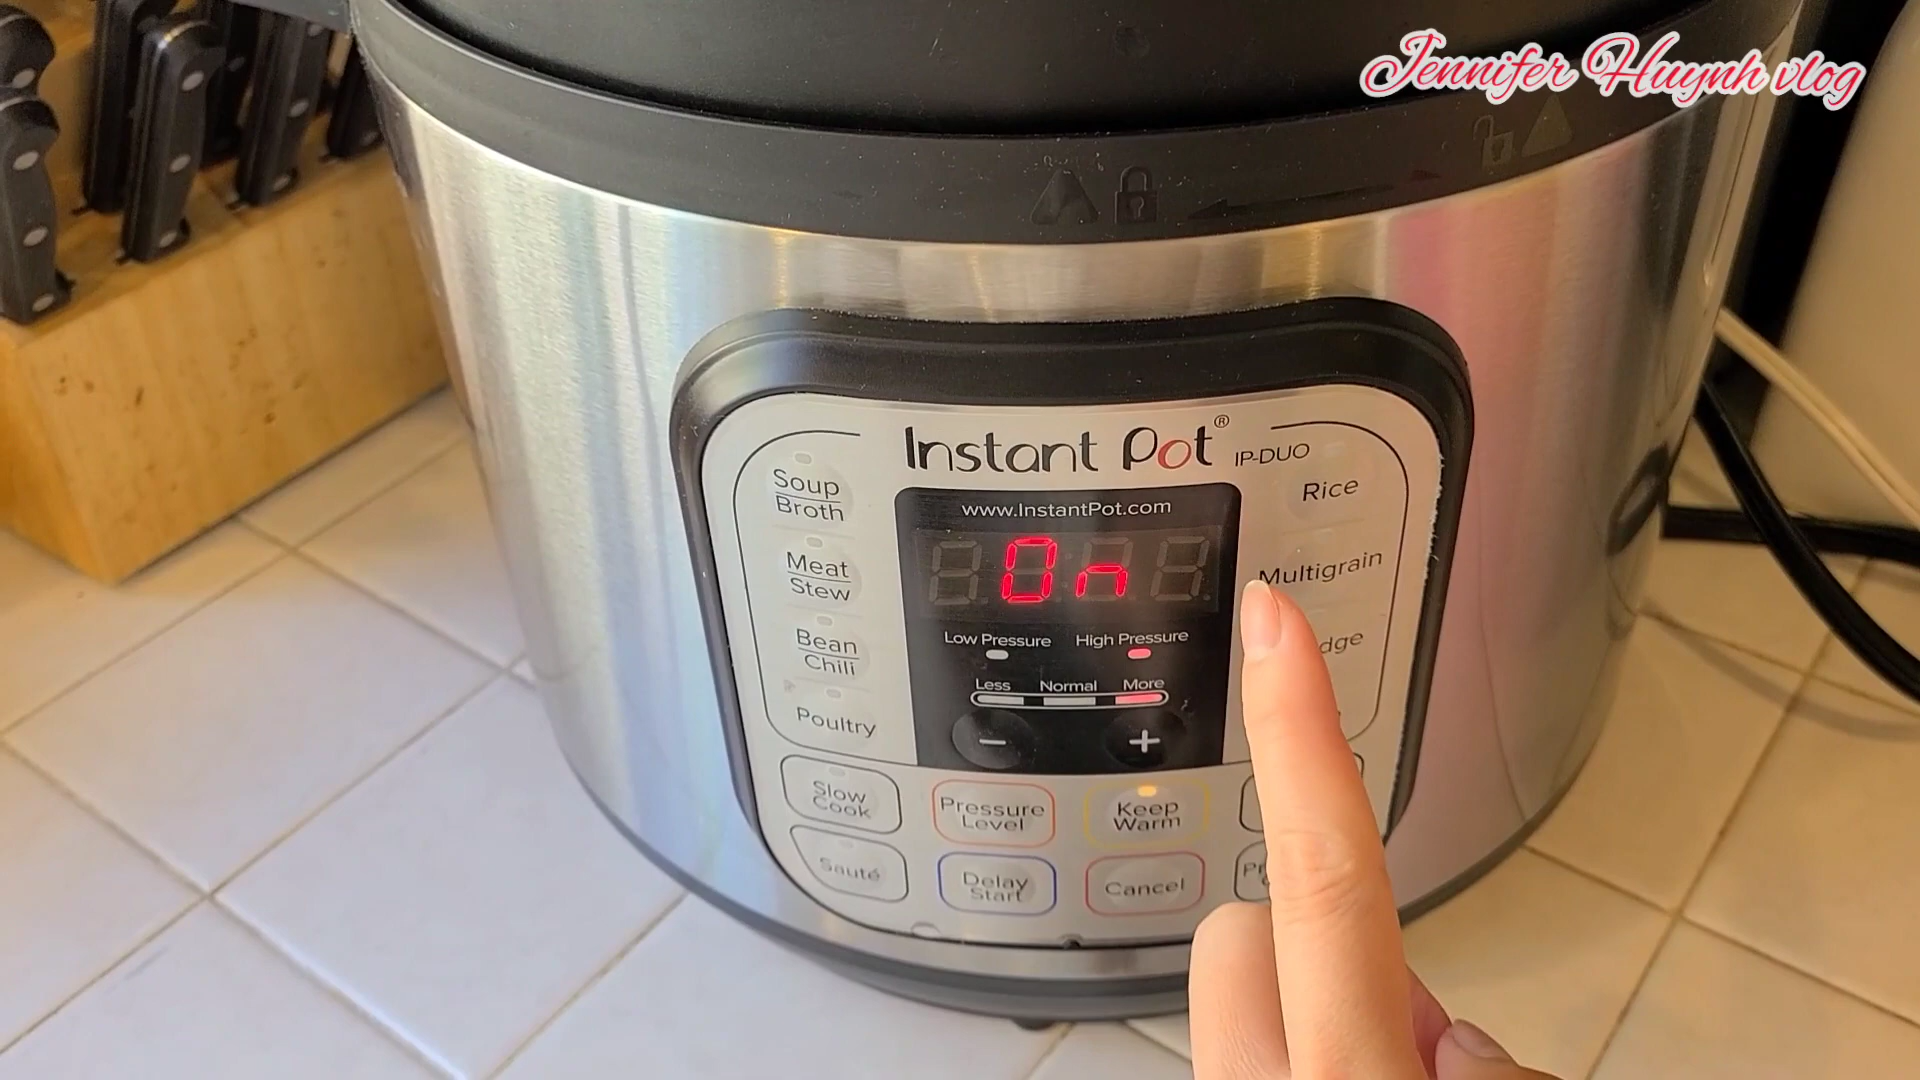 Jennifer Huynh vlog
Instant Pot® IP-DUO
www.InstantPot.com
On
Low Pressure High Pressure
Less Normal More
− +
Soup
Broth
Meat
Stew
Bean
Chili
Poultry
Rice
Multigrain
dge
Slow
Cook
Sauté
Pressure
Level
Keep
Warm
Delay
Start
Cancel